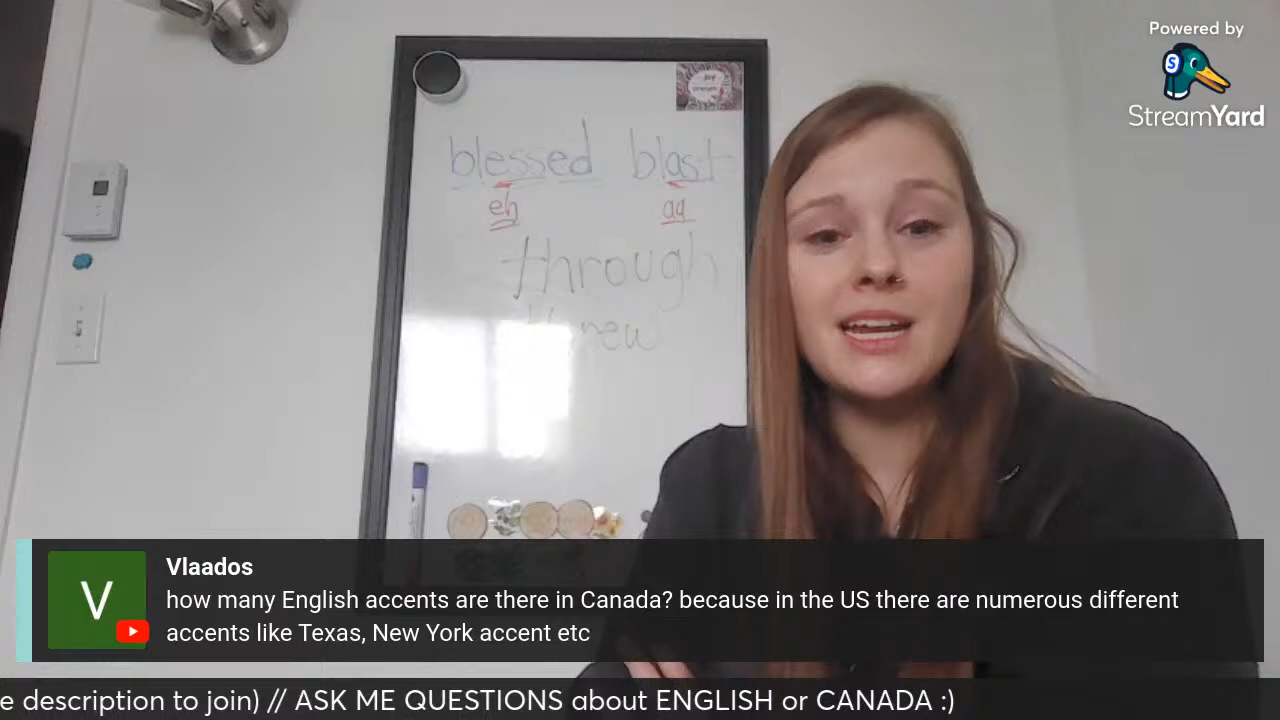 Powered by
StreamYard
blessed blast
eh
through
Vlaados
how many English accents are there in Canada? because in the US there are numerous different
accents like Texas, New York accent etc
e description to join) // ASK ME QUESTIONS about ENGLISH or CANADA :)
V
S